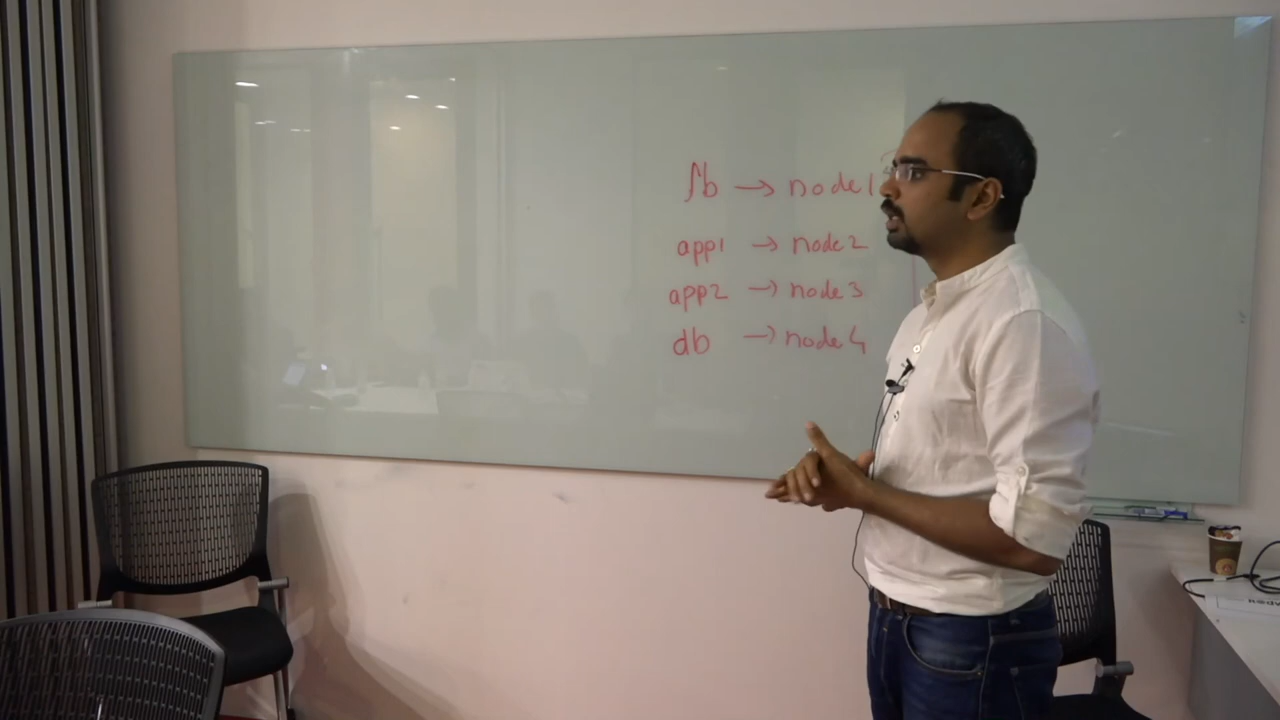 lb → node1
app1 → node2
app2 → node3
db → node4